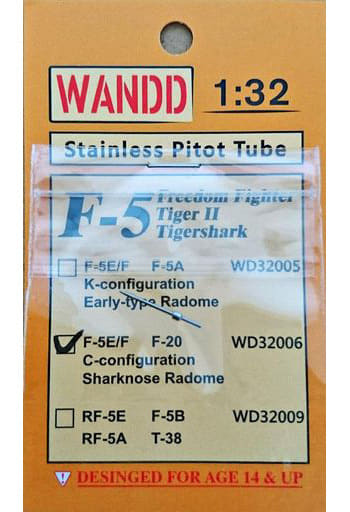 WANDD 1:32
Stainless Pitot Tube
F-5 Freedom Fighter
Tiger II
Tigershark
F-5E/F F-5A WD32005
K-configuration
Early-type Radome
F-5E/F F-20 WD32006
C-configuration
Sharknose Radome
RF-5E F-5B WD32009
RF-5A T-38
DESINGED FOR AGE 14 & UP